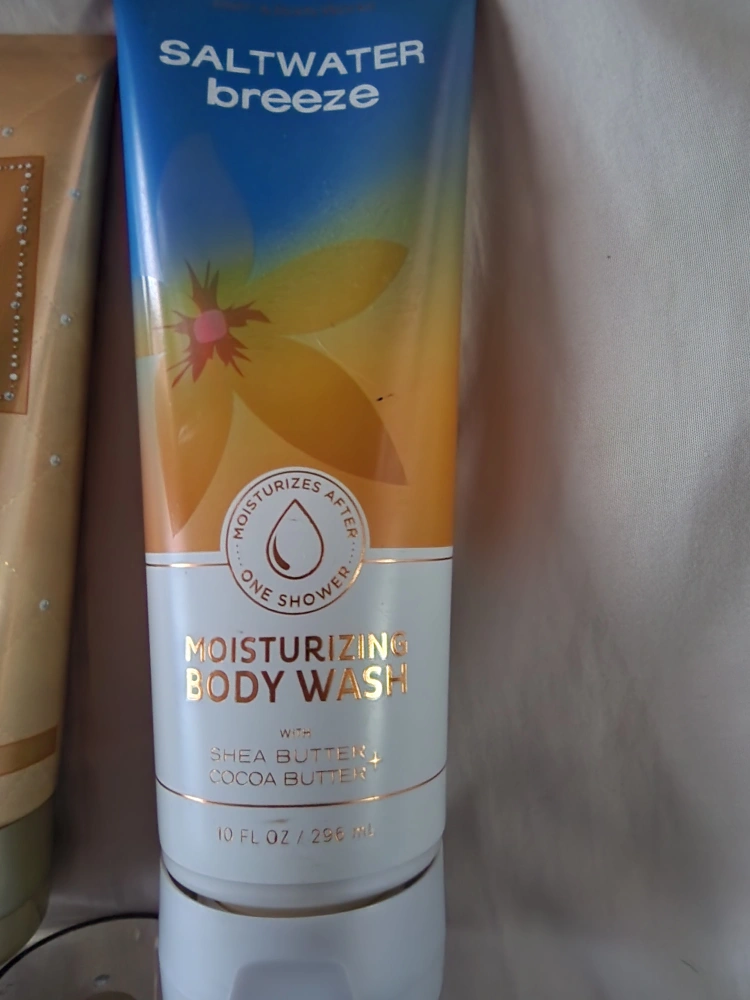 SALTWATER
breeze
MOISTURIZES AFTER
ONE SHOWER
MOISTURIZING
BODY WASH
WITH
SHEA BUTTER +
COCOA BUTTER
10 FL OZ / 296 mL